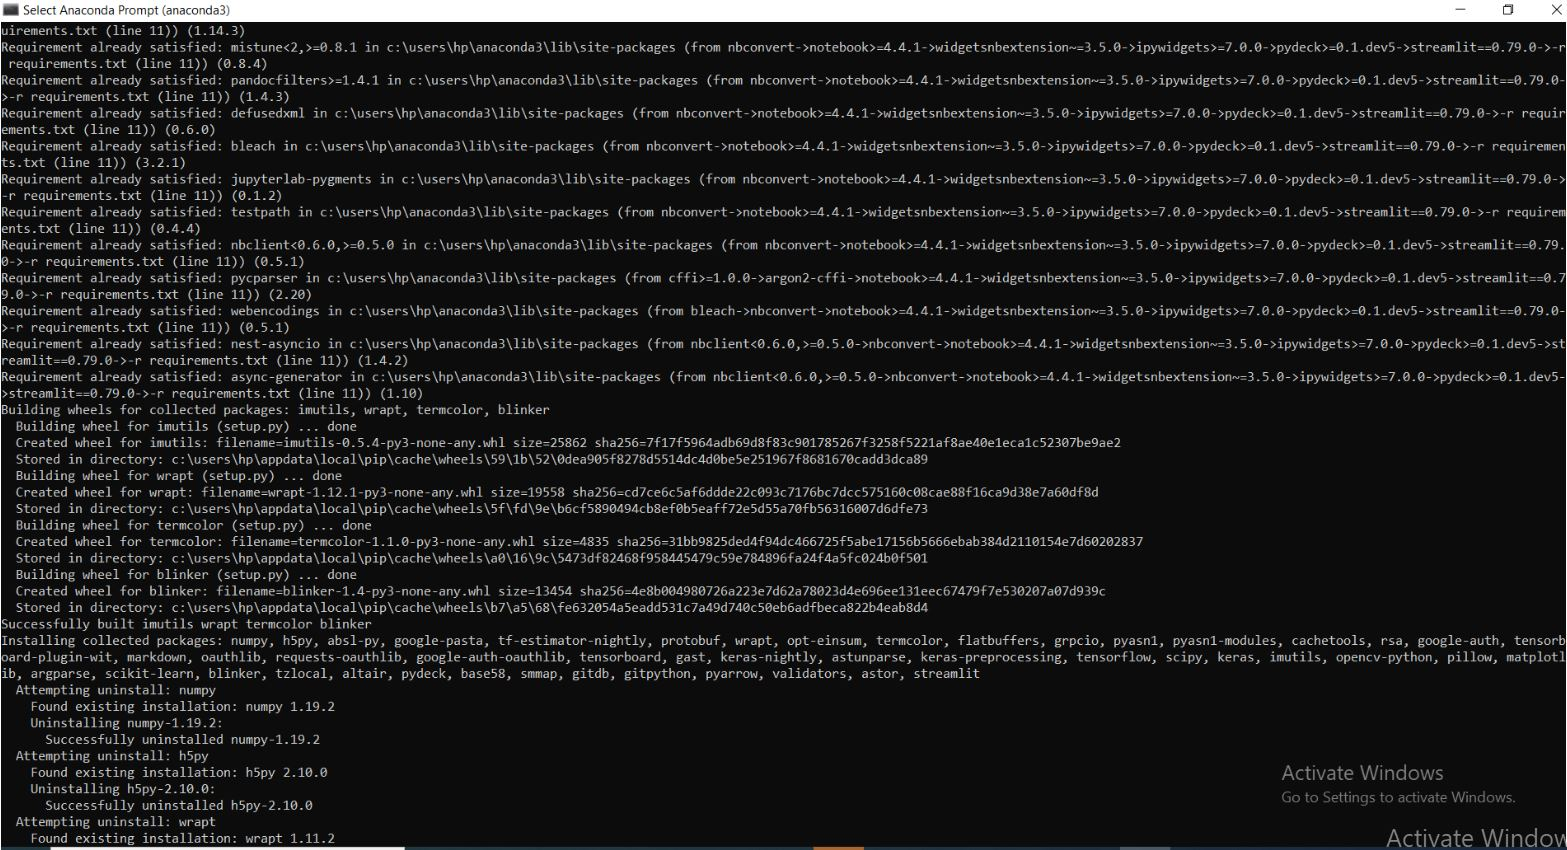 Select Anaconda Prompt (anaconda3)
uirements.txt (line 11)) (1.14.3)
Requirement already satisfied: mistune<2,>=0.8.1 in c:\users\hp\anaconda3\lib\site-packages (from nbconvert->notebook>=4.4.1->widgetsnbextension~=3.5.0->ipywidgets>=7.0.0->pydeck>=0.1.dev5->streamlit==0.79.0->-r
 requirements.txt (line 11)) (0.8.4)
Requirement already satisfied: pandocfilters>=1.4.1 in c:\users\hp\anaconda3\lib\site-packages (from nbconvert->notebook>=4.4.1->widgetsnbextension~=3.5.0->ipywidgets>=7.0.0->pydeck>=0.1.dev5->streamlit==0.79.0-
>-r requirements.txt (line 11)) (1.4.3)
Requirement already satisfied: defusedxml in c:\users\hp\anaconda3\lib\site-packages (from nbconvert->notebook>=4.4.1->widgetsnbextension~=3.5.0->ipywidgets>=7.0.0->pydeck>=0.1.dev5->streamlit==0.79.0->-r requir
ements.txt (line 11)) (0.6.0)
Requirement already satisfied: bleach in c:\users\hp\anaconda3\lib\site-packages (from nbconvert->notebook>=4.4.1->widgetsnbextension~=3.5.0->ipywidgets>=7.0.0->pydeck>=0.1.dev5->streamlit==0.79.0->-r requiremen
ts.txt (line 11)) (3.2.1)
Requirement already satisfied: jupyterlab-pygments in c:\users\hp\anaconda3\lib\site-packages (from nbconvert->notebook>=4.4.1->widgetsnbextension~=3.5.0->ipywidgets>=7.0.0->pydeck>=0.1.dev5->streamlit==0.79.0->
-r requirements.txt (line 11)) (0.1.2)
Requirement already satisfied: testpath in c:\users\hp\anaconda3\lib\site-packages (from nbconvert->notebook>=4.4.1->widgetsnbextension~=3.5.0->ipywidgets>=7.0.0->pydeck>=0.1.dev5->streamlit==0.79.0->-r requirem
ents.txt (line 11)) (0.4.4)
Requirement already satisfied: nbclient<0.6.0,>=0.5.0 in c:\users\hp\anaconda3\lib\site-packages (from nbconvert->notebook>=4.4.1->widgetsnbextension~=3.5.0->ipywidgets>=7.0.0->pydeck>=0.1.dev5->streamlit==0.79.
0->-r requirements.txt (line 11)) (0.5.1)
Requirement already satisfied: pycparser in c:\users\hp\anaconda3\lib\site-packages (from cffi>=1.0.0->argon2-cffi->notebook>=4.4.1->widgetsnbextension~=3.5.0->ipywidgets>=7.0.0->pydeck>=0.1.dev5->streamlit==0.7
9.0->-r requirements.txt (line 11)) (2.20)
Requirement already satisfied: webencodings in c:\users\hp\anaconda3\lib\site-packages (from bleach->nbconvert->notebook>=4.4.1->widgetsnbextension~=3.5.0->ipywidgets>=7.0.0->pydeck>=0.1.dev5->streamlit==0.79.0-
>-r requirements.txt (line 11)) (0.5.1)
Requirement already satisfied: nest-asyncio in c:\users\hp\anaconda3\lib\site-packages (from nbclient<0.6.0,>=0.5.0->nbconvert->notebook>=4.4.1->widgetsnbextension~=3.5.0->ipywidgets>=7.0.0->pydeck>=0.1.dev5->st
reamlit==0.79.0->-r requirements.txt (line 11)) (1.4.2)
Requirement already satisfied: async-generator in c:\users\hp\anaconda3\lib\site-packages (from nbclient<0.6.0,>=0.5.0->nbconvert->notebook>=4.4.1->widgetsnbextension~=3.5.0->ipywidgets>=7.0.0->pydeck>=0.1.dev5-
>streamlit==0.79.0->-r requirements.txt (line 11)) (1.10)
Building wheels for collected packages: imutils, wrapt, termcolor, blinker
  Building wheel for imutils (setup.py) ... done
  Created wheel for imutils: filename=imutils-0.5.4-py3-none-any.whl size=25862 sha256=7f17f5964adb69d8f83c901785267f3258f5221af8ae40e1eca1c52307be9ae2
  Stored in directory: c:\users\hp\appdata\local\pip\cache\wheels\59\1b\52\0dea905f8278d5514dc4d0be5e251967f8681670cadd3dca89
  Building wheel for wrapt (setup.py) ... done
  Created wheel for wrapt: filename=wrapt-1.12.1-py3-none-any.whl size=19558 sha256=cd7ce6c5af6ddde22c093c7176bc7dcc575160c08cae88f16ca9d38e7a60df8d
  Stored in directory: c:\users\hp\appdata\local\pip\cache\wheels\5f\fd\9e\b6cf5890494cb8ef0b5eaff72e5d55a70fb56316007d6dfe73
  Building wheel for termcolor (setup.py) ... done
  Created wheel for termcolor: filename=termcolor-1.1.0-py3-none-any.whl size=4835 sha256=31bb9825ded4f94dc466725f5abe17156b5666ebab384d2110154e7d60202837
  Stored in directory: c:\users\hp\appdata\local\pip\cache\wheels\a0\16\9c\5473df82468f958445479c59e784896fa24f4a5fc024b0f501
  Building wheel for blinker (setup.py) ... done
  Created wheel for blinker: filename=blinker-1.4-py3-none-any.whl size=13454 sha256=4e8b004980726a223e7d62a78023d4e696ee131eec67479f7e530207a07d939c
  Stored in directory: c:\users\hp\appdata\local\pip\cache\wheels\b7\a5\68\fe632054a5eadd531c7a49d740c50eb6adfbeca822b4eab8d4
Successfully built imutils wrapt termcolor blinker
Installing collected packages: numpy, h5py, absl-py, google-pasta, tf-estimator-nightly, protobuf, wrapt, opt-einsum, termcolor, flatbuffers, grpcio, pyasn1, pyasn1-modules, cachetools, rsa, google-auth, tensorb
oard-plugin-wit, markdown, oauthlib, requests-oauthlib, google-auth-oauthlib, tensorboard, gast, keras-nightly, astunparse, keras-preprocessing, tensorflow, scipy, keras, imutils, opencv-python, pillow, matplotl
ib, argparse, scikit-learn, blinker, tzlocal, altair, pydeck, base58, smmap, gitdb, gitpython, pyarrow, validators, astor, streamlit
  Attempting uninstall: numpy
    Found existing installation: numpy 1.19.2
    Uninstalling numpy-1.19.2:
      Successfully uninstalled numpy-1.19.2
  Attempting uninstall: h5py
    Found existing installation: h5py 2.10.0
    Uninstalling h5py-2.10.0:
      Successfully uninstalled h5py-2.10.0
  Attempting uninstall: wrapt
    Found existing installation: wrapt 1.11.2
Activate Windows
Go to Settings to activate Windows.
Activate Window